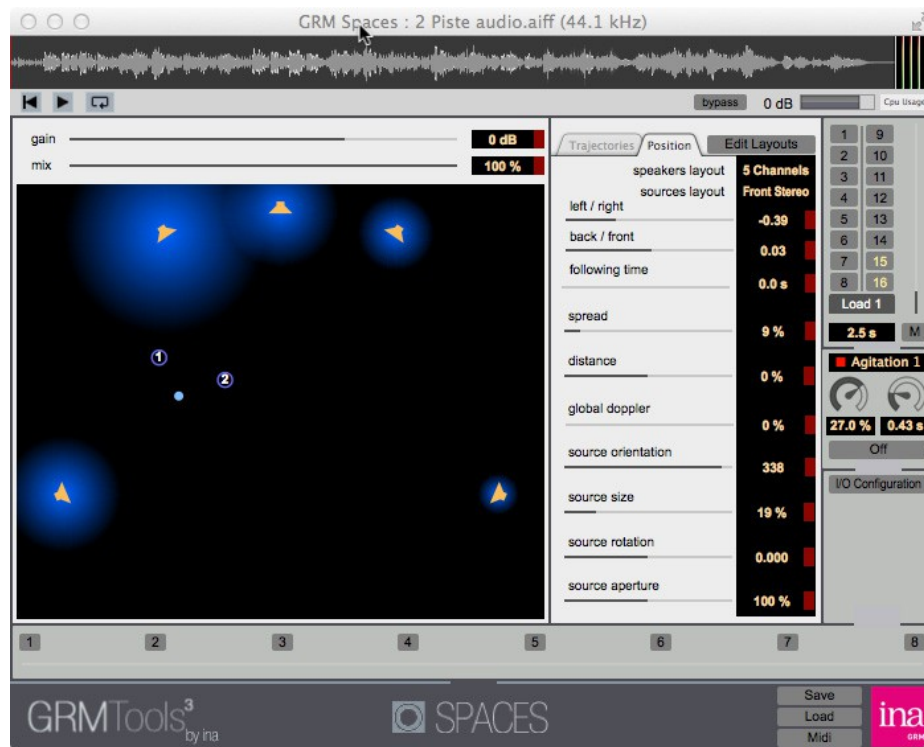 GRM Spaces : 2 Piste audio.aiff (44.1 kHz)
bypass 0 dB Cpu Usage
gain 0 dB
mix 100 %
Trajectories Position Edit Layouts
speakers layout 5 Channels
sources layout Front Stereo
left / right -0.39
back / front 0.03
following time 0.0 s
spread 9 %
distance 0 %
global doppler 0 %
source orientation 338
source size 19 %
source rotation 0.000
source aperture 100 %
1
2
1 9
2 10
3 11
4 12
5 13
6 14
7 15
8 16
Load 1
2.5 s M
Agitation 1
27.0 % 0.43 s
Off
I/O Configuration
1 2 3 4 5 6 7 8
GRMTools3
by ina
SPACES
Save
Load
Midi
ina
GRM